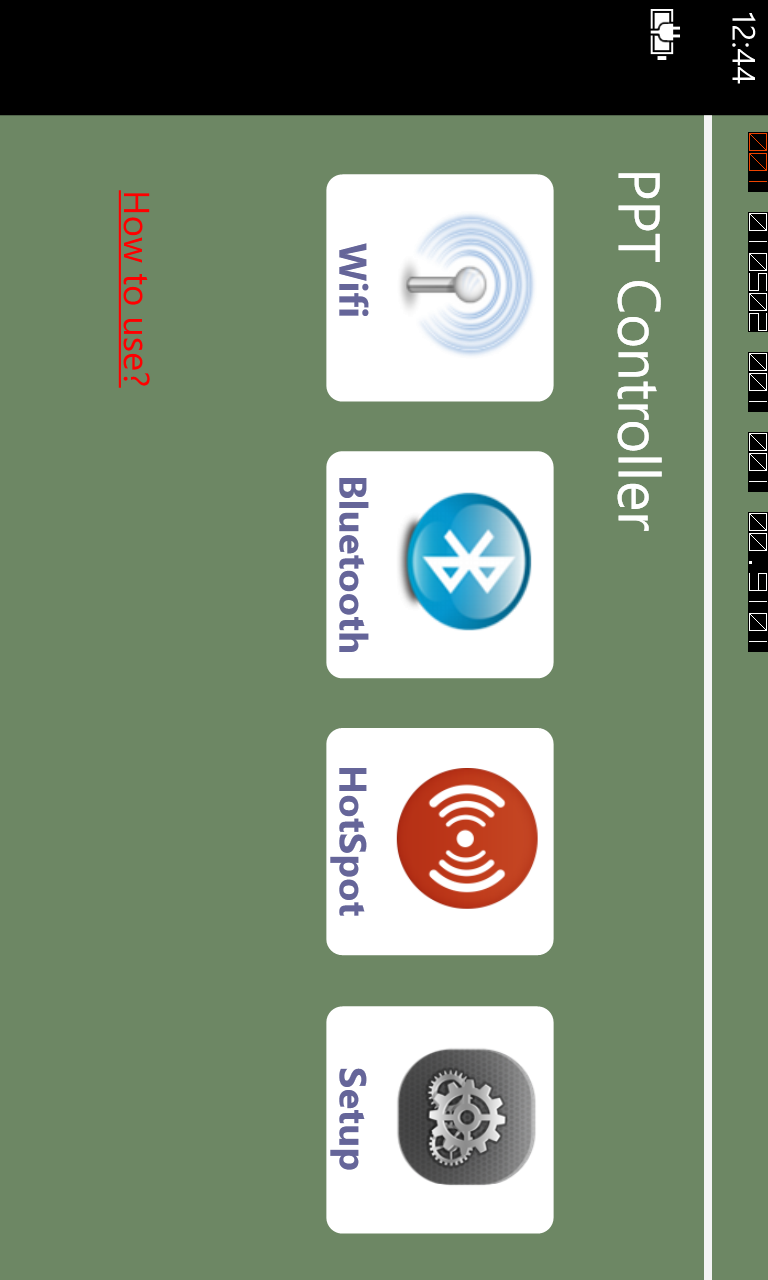 12:44
PPT Controller
Wifi
Bluetooth
HotSpot
Setup
How to use?